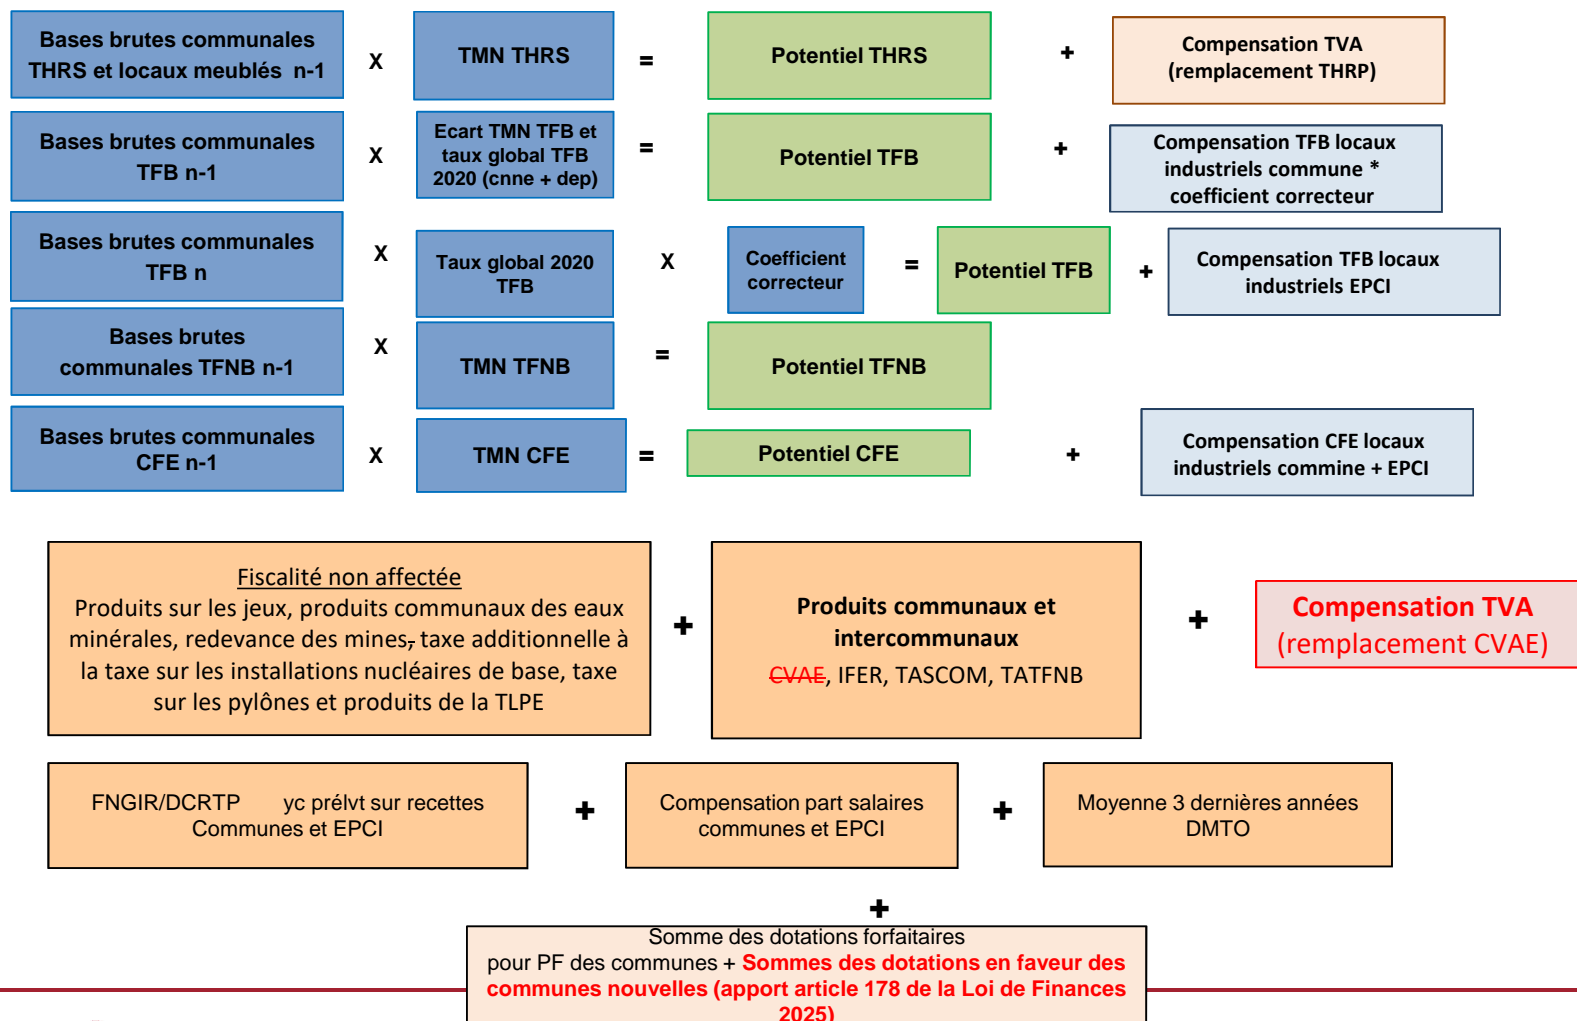 Bases brutes communales
THRS et locaux meublés n-1
X
TMN THRS
=
Potentiel THRS
+
Compensation TVA
(remplacement THRP)
Bases brutes communales
TFB n-1
X
Ecart TMN TFB et
taux global TFB
2020 (cnne + dep)
=
Potentiel TFB
+
Compensation TFB locaux
industriels commune *
coefficient correcteur
Bases brutes communales
TFB n
X
Taux global 2020
TFB
X
Coefficient
correcteur
=
Potentiel TFB
+
Compensation TFB locaux
industriels EPCI
Bases brutes
communales TFNB n-1
X
TMN TFNB
=
Potentiel TFNB
Bases brutes communales
CFE n-1
X
TMN CFE
=
Potentiel CFE
+
Compensation CFE locaux
industriels commine + EPCI
Fiscalité non affectée
Produits sur les jeux, produits communaux des eaux
minérales, redevance des mines, taxe additionnelle à
la taxe sur les installations nucléaires de base, taxe
sur les pylônes et produits de la TLPE
+
Produits communaux et
intercommunaux
CVAE, IFER, TASCOM, TATFNB
+
Compensation TVA
(remplacement CVAE)
FNGIR/DCRTP yc prélvt sur recettes
Communes et EPCI
+
Compensation part salaires
communes et EPCI
+
Moyenne 3 dernières années
DMTO
+
Somme des dotations forfaitaires
pour PF des communes + Sommes des dotations en faveur des
communes nouvelles (apport article 178 de la Loi de Finances
2025)